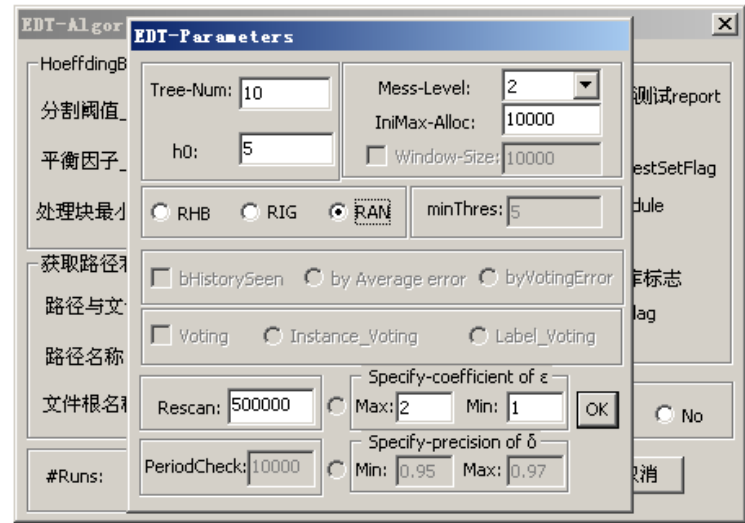 EDT-Algor
EDT-Parameters
HoeffdingB
分割阈值_
平衡因子_
处理块最小
获取路径和
路径与文
路径名称
文件根名称
#Runs:
Tree-Num: 10
h0: 5
Mess-Level: 2
IniMax-Alloc: 10000
Window-Size: 10000
RHB RIG RAN
minThres: 5
bHistorySeen by Average error byVotingError
Voting Instance_Voting Label_Voting
Rescan: 500000
Specify-coefficient of ε
Max: 2 Min: 1
OK
PeriodCheck: 10000
Specify-precision of δ
Min: 0.95 Max: 0.97
测试report
estSetFlag
dule
标志
lag
No
消